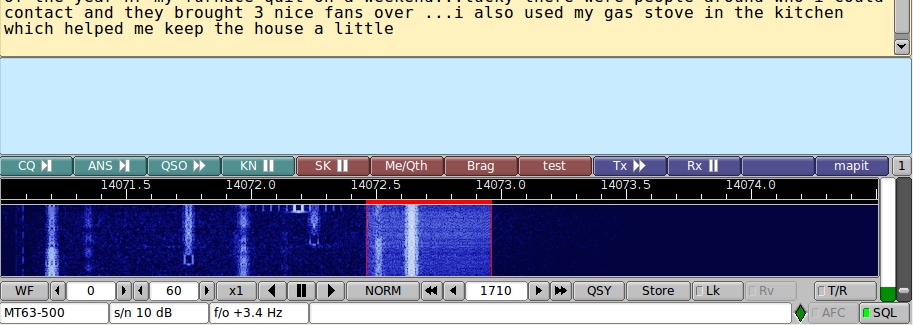 of the year hf my furnace quit on a weekend...lucky there were people around who i could
contact and they brought 3 nice fans over ...i also used my gas stove in the kitchen
which helped me keep the house a little
CQ ANS QSO KN SK Me/Qth Brag test Tx Rx mapit 1
14071.5 14072.0 14072.5 14073.0 14073.5 14074.0
WF 0 60 x1 NORM 1710 QSY Store Lk Rv T/R
MT63-500 s/n 10 dB f/o +3.4 Hz AFC SQL